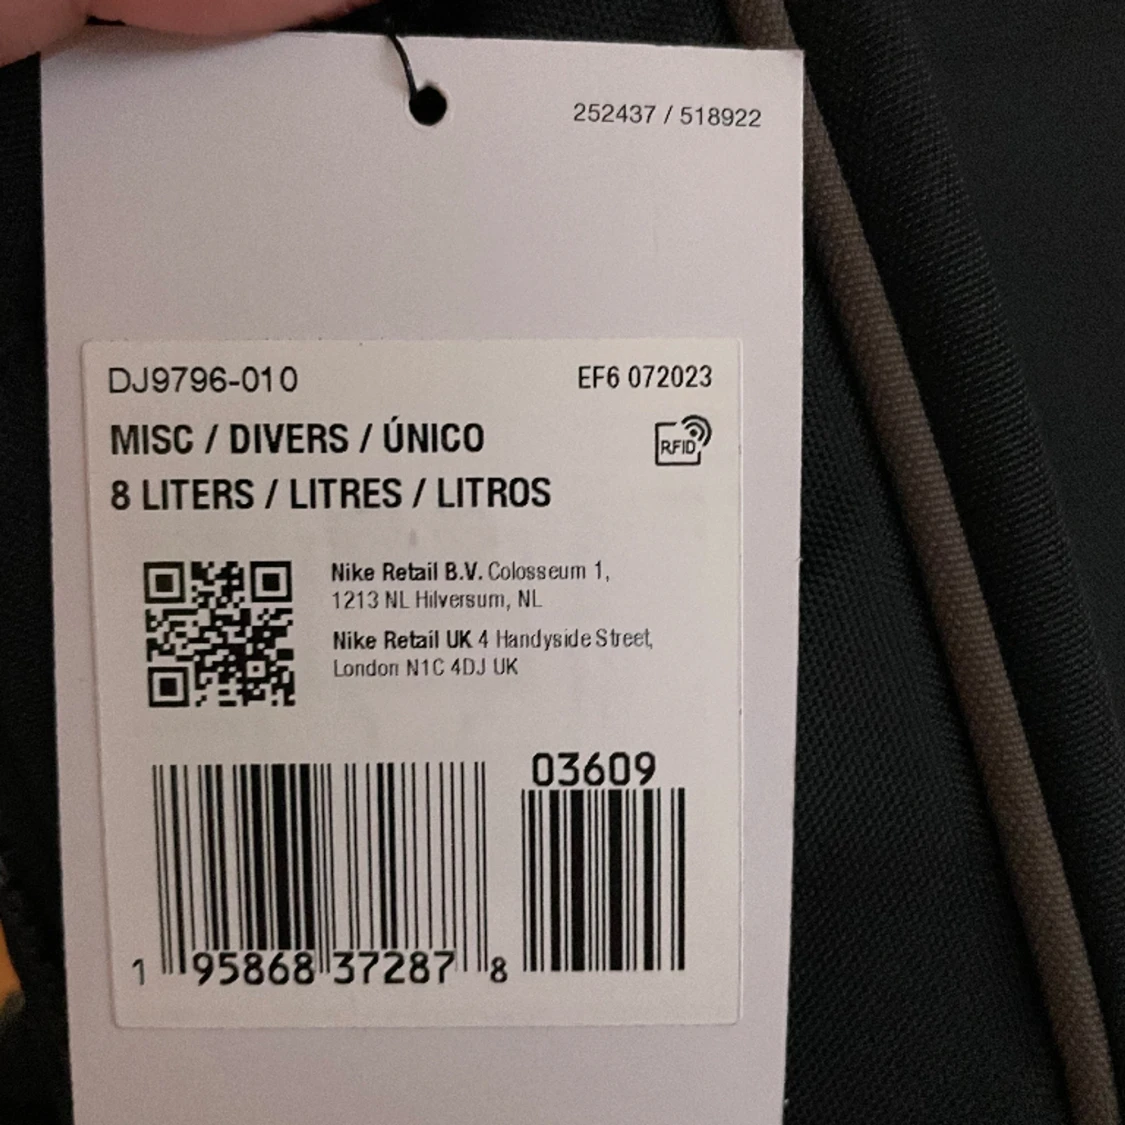 252437 / 518922
DJ9796-010
EF6 072023
MISC / DIVERS / ÚNICO
RFID
8 LITERS / LITRES / LITROS
Nike Retail B.V. Colosseum 1,
1213 NL Hilversum, NL
Nike Retail UK 4 Handyside Street,
London N1C 4DJ UK
03609
1 95868 37287 8